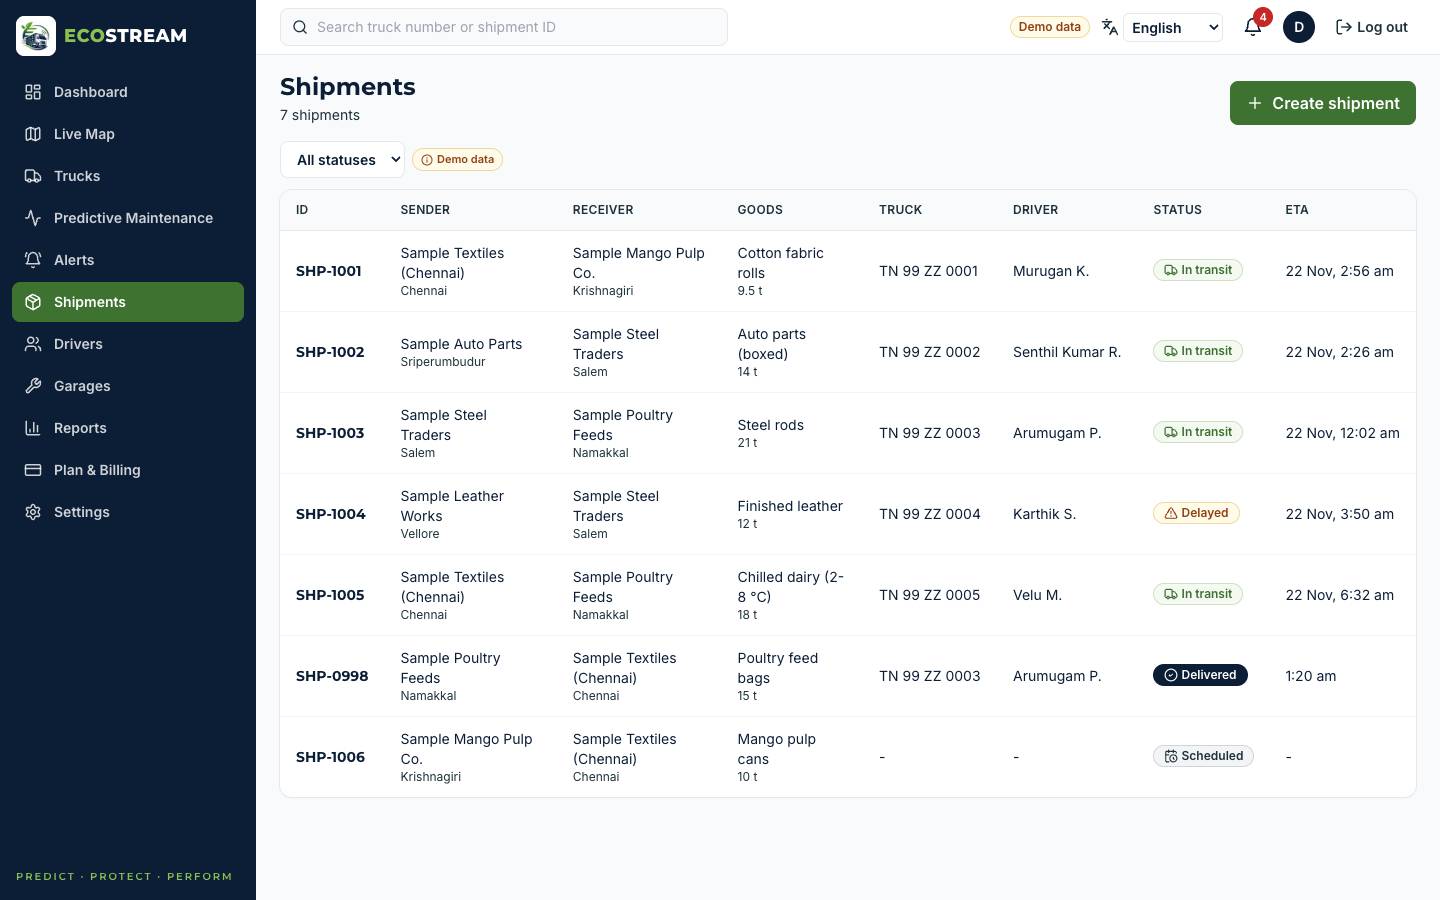 ECOSTREAM
Search truck number or shipment ID
Demo data
English
4
D
Log out
Dashboard
Live Map
Trucks
Predictive Maintenance
Alerts
Shipments
Drivers
Garages
Reports
Plan & Billing
Settings
PREDICT · PROTECT · PERFORM
Shipments
7 shipments
Create shipment
All statuses
Demo data
ID SENDER RECEIVER GOODS TRUCK DRIVER STATUS ETA
SHP-1001 Sample Textiles (Chennai) Chennai Sample Mango Pulp Co. Krishnagiri Cotton fabric rolls 9.5 t TN 99 ZZ 0001 Murugan K. In transit 22 Nov, 2:56 am
SHP-1002 Sample Auto Parts Sriperumbudur Sample Steel Traders Salem Auto parts (boxed) 14 t TN 99 ZZ 0002 Senthil Kumar R. In transit 22 Nov, 2:26 am
SHP-1003 Sample Steel Traders Salem Sample Poultry Feeds Namakkal Steel rods 21 t TN 99 ZZ 0003 Arumugam P. In transit 22 Nov, 12:02 am
SHP-1004 Sample Leather Works Vellore Sample Steel Traders Salem Finished leather 12 t TN 99 ZZ 0004 Karthik S. Delayed 22 Nov, 3:50 am
SHP-1005 Sample Textiles (Chennai) Chennai Sample Poultry Feeds Namakkal Chilled dairy (2-8 °C) 18 t TN 99 ZZ 0005 Velu M. In transit 22 Nov, 6:32 am
SHP-0998 Sample Poultry Feeds Namakkal Sample Textiles (Chennai) Chennai Poultry feed bags 15 t TN 99 ZZ 0003 Arumugam P. Delivered 1:20 am
SHP-1006 Sample Mango Pulp Co. Krishnagiri Sample Textiles (Chennai) Chennai Mango pulp cans 10 t - - Scheduled -